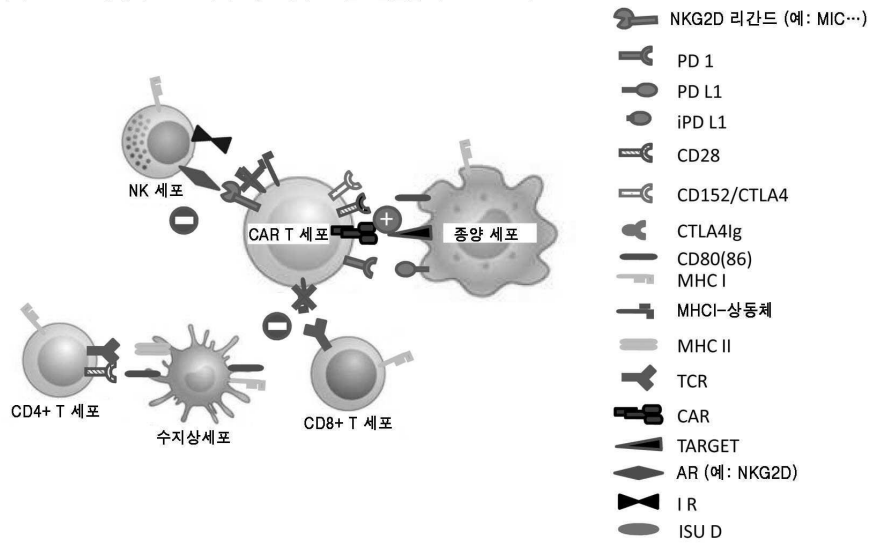 NKG2D 리간드 (예: MIC…)
PD 1
PD L1
iPD L1
CD28
CD152/CTLA4
CTLA4Ig
CD80(86)
MHC I
MHCI-상동체
MHC II
TCR
CAR
TARGET
AR (예: NKG2D)
I R
ISU D
NK 세포
CAR T 세포
종양 세포
CD4+ T 세포
수지상세포
CD8+ T 세포